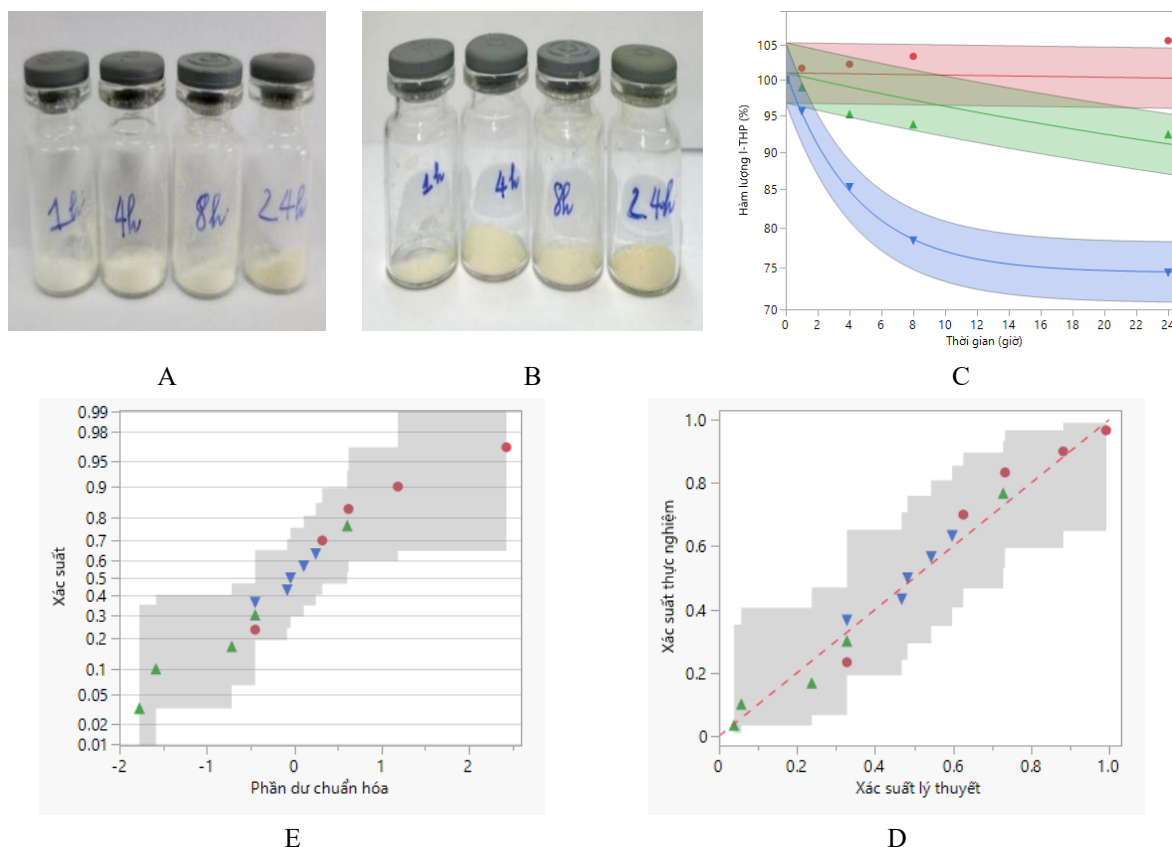 1h 4h 8h 24h
1h 4h 8h 24h
Hàm lượng l-THP (%)
105
100
95
90
85
80
75
70
0 2 4 6 8 10 12 14 16 18 20 22 24
Thời gian (giờ)
A B C
Xác suất
0.99
0.98
0.95
0.9
0.8
0.7
0.6
0.5
0.4
0.3
0.2
0.1
0.05
0.02
0.01
-2 -1 0 1 2
Phần dư chuẩn hóa
Xác suất thực nghiệm
1.0
0.8
0.6
0.4
0.2
0
0 0.2 0.4 0.6 0.8 1.0
Xác suất lý thuyết
E D